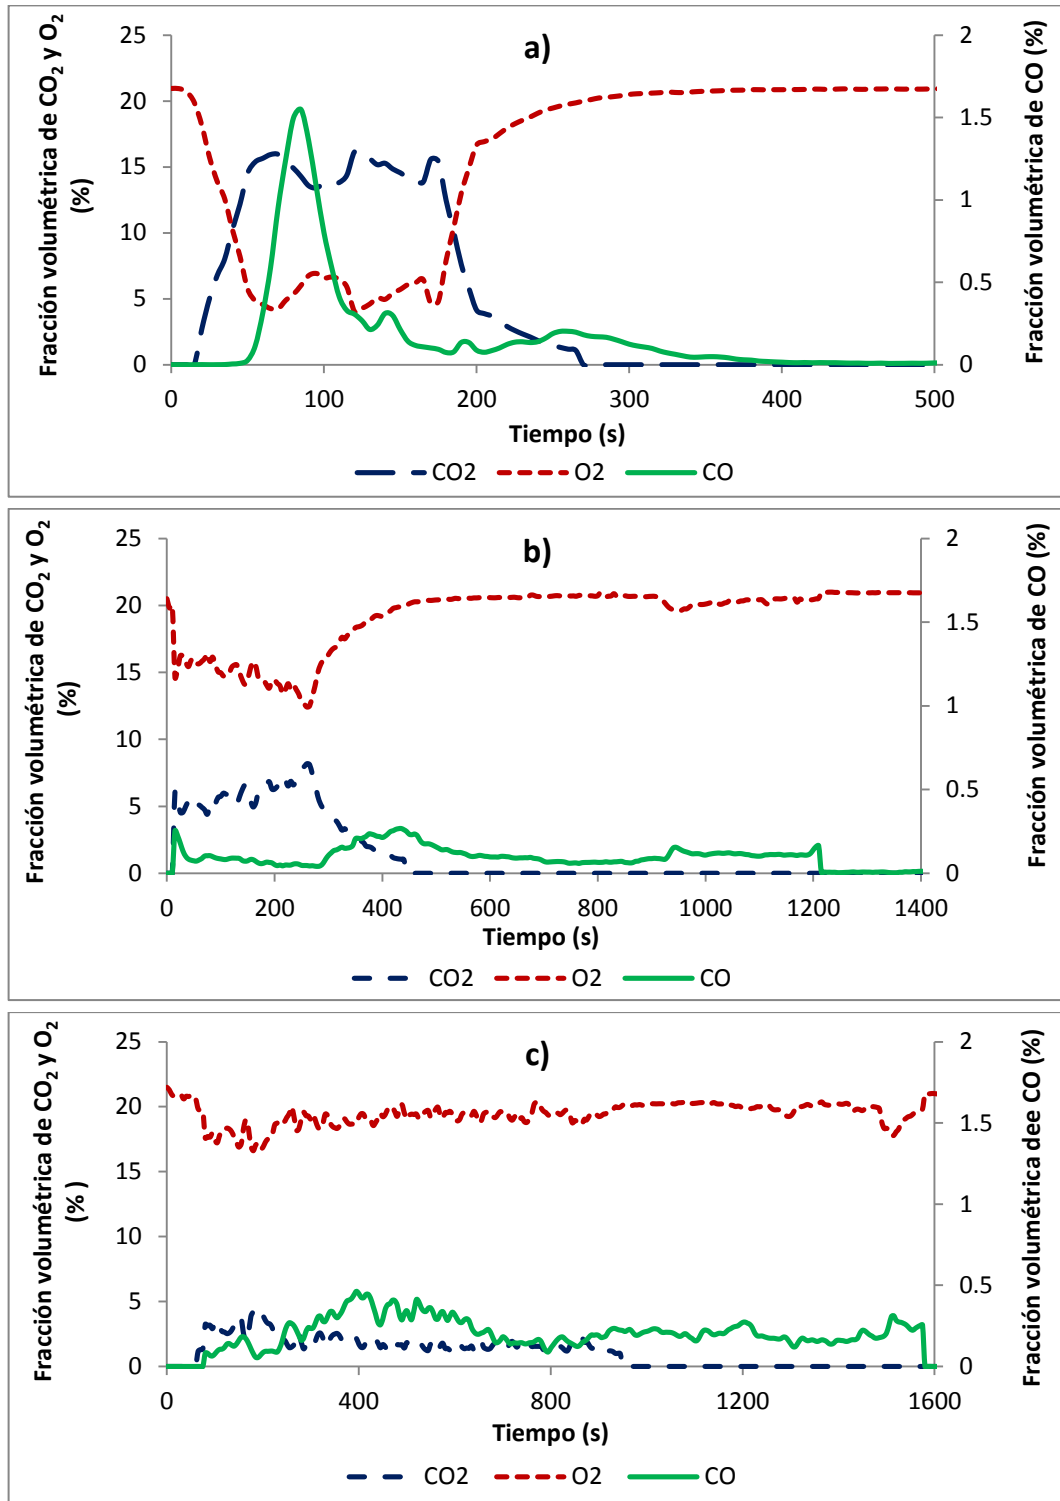 a)
Fracción volumétrica de CO2 y O2
(%)
Fracción volumétrica de CO (%)
25
20
15
10
5
0
2
1.5
1
0.5
0
0 100 200 300 400 500
Tiempo (s)
CO2 O2 CO
b)
Fracción volumétrica de CO2 y O2
(%)
Fracción volumétrica de CO (%)
25
20
15
10
5
0
2
1.5
1
0.5
0
0 200 400 600 800 1000 1200 1400
Tiempo (s)
CO2 O2 CO
c)
Fracción volumétrica de CO2 y O2
(% )
Fracción volumétrica dee CO (%)
25
20
15
10
5
0
2
1.5
1
0.5
0
0 400 800 1200 1600
Tiempo (s)
CO2 O2 CO